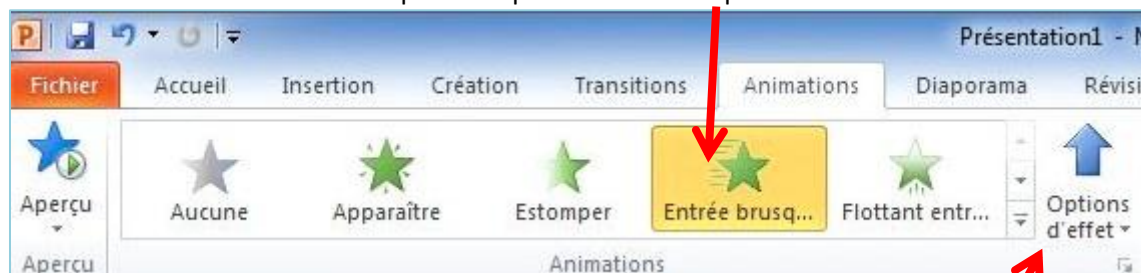 Présentation1 -
Fichier Accueil Insertion Création Transitions Animations Diaporama Révisi
Aperçu Aucune Apparaître Estomper Entrée brusq... Flottant entr... Options
d'effet
Aperçu Animations